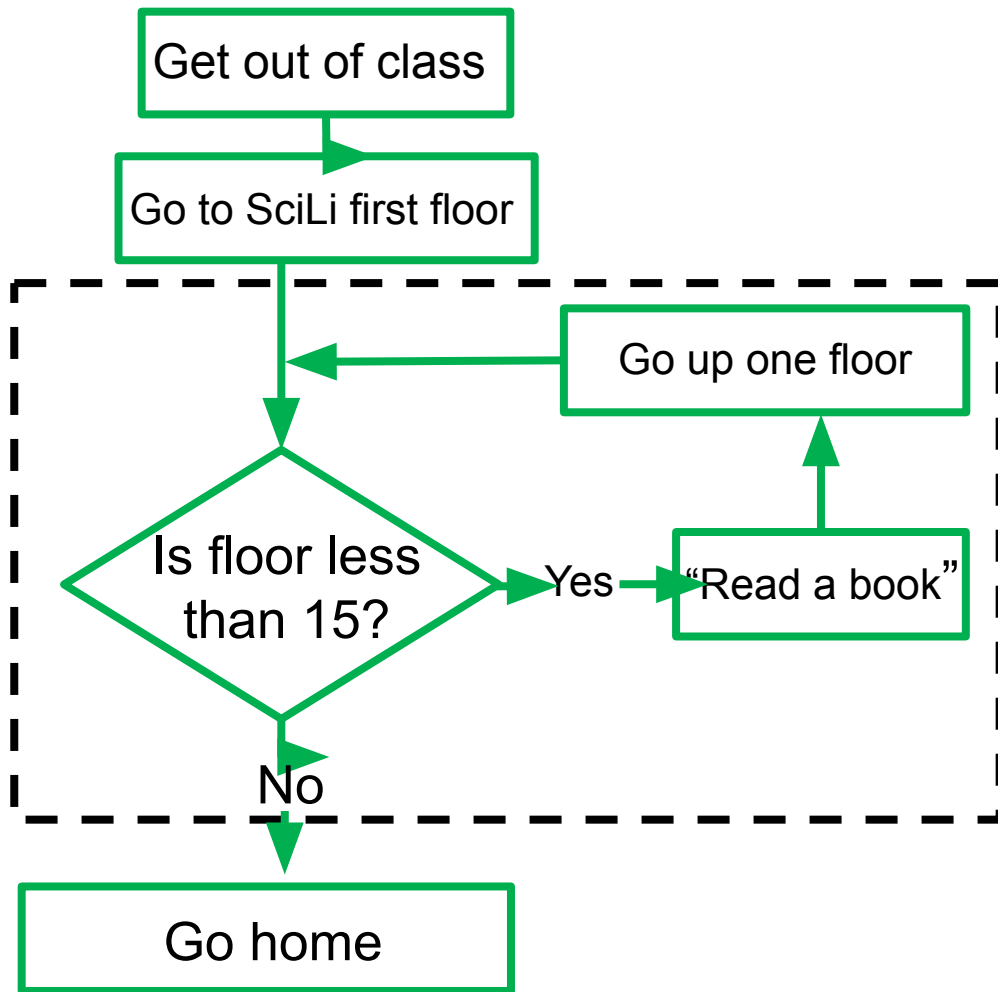 Get out of class
Go to SciLi first floor
Go up one floor
Is floor less
than 15?
Yes
“Read a book”
No
Go home